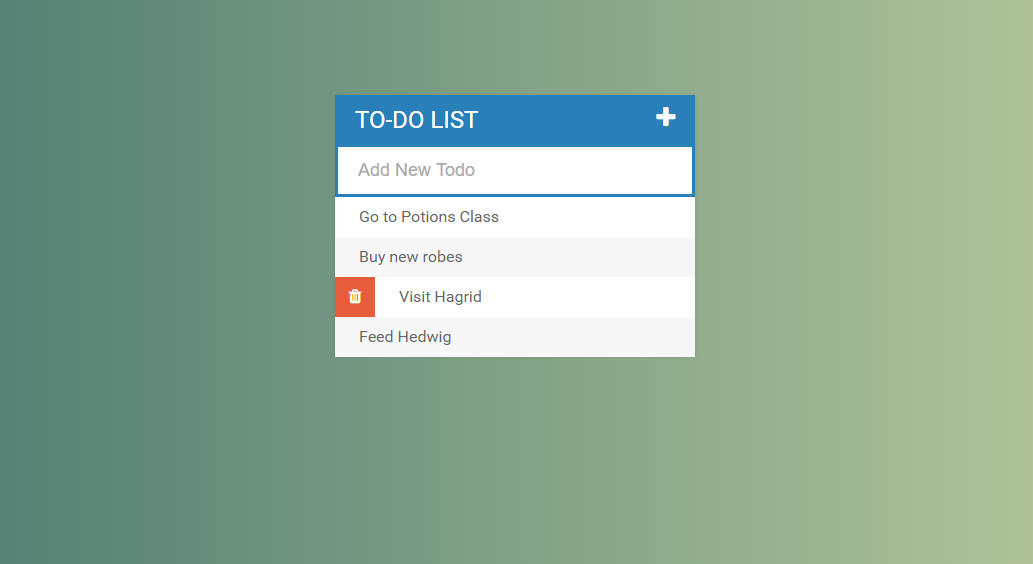 TO-DO LIST
Add New Todo
Go to Potions Class
Buy new robes
Visit Hagrid
Feed Hedwig